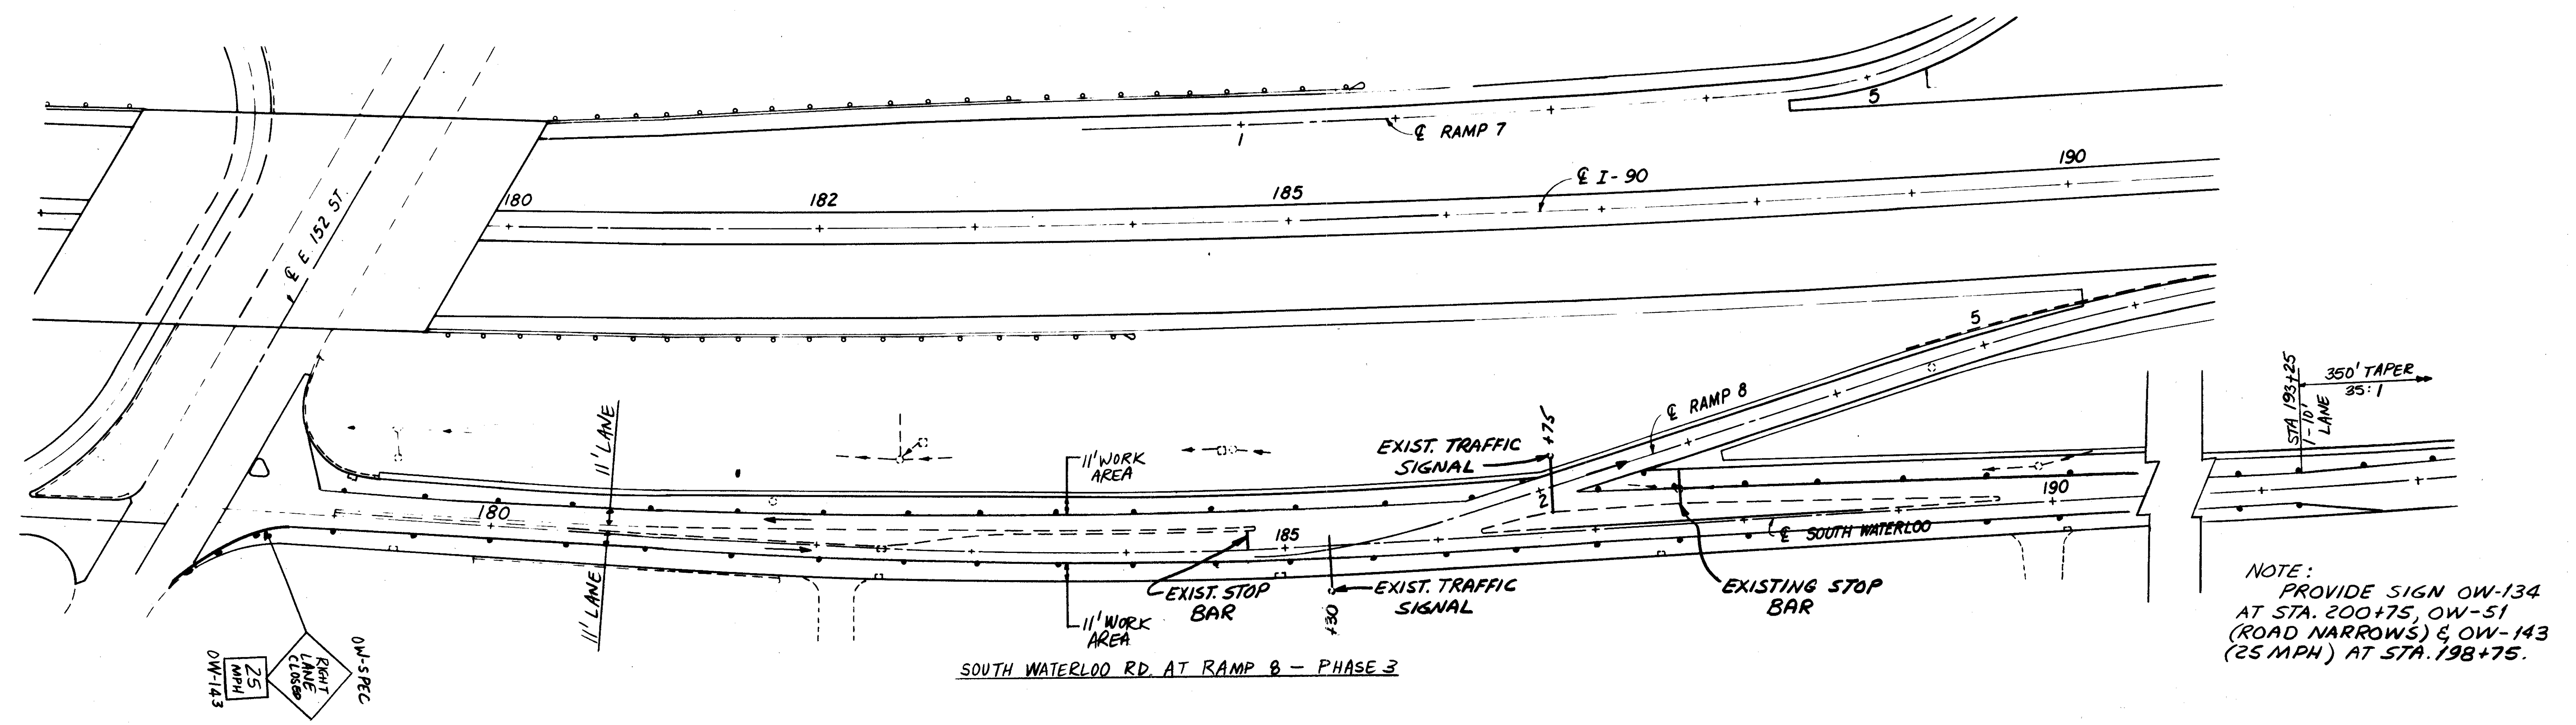 5
℄ RAMP 7
1
190
℄ I-90
180
182
185
℄ E. 152 ST.
5
STA 193+25
1-10'
LANE
350' TAPER
35:1
℄ RAMP 8
+75
EXIST. TRAFFIC
SIGNAL
11' LANE
11' WORK
AREA
2
190
180
185
℄ SOUTH WATERLOO
EXIST. STOP
BAR
EXIST. TRAFFIC
SIGNAL
+30
EXISTING STOP
BAR
11' LANE
11' WORK
AREA
NOTE:
PROVIDE SIGN OW-134
AT STA. 200+75, OW-51
(ROAD NARROWS) & OW-143
(25 MPH) AT STA. 198+75.
OW-SPEC
RIGHT
LANE
CLOSED
25
MPH
OW-143
SOUTH WATERLOO RD. AT RAMP 8 - PHASE 3